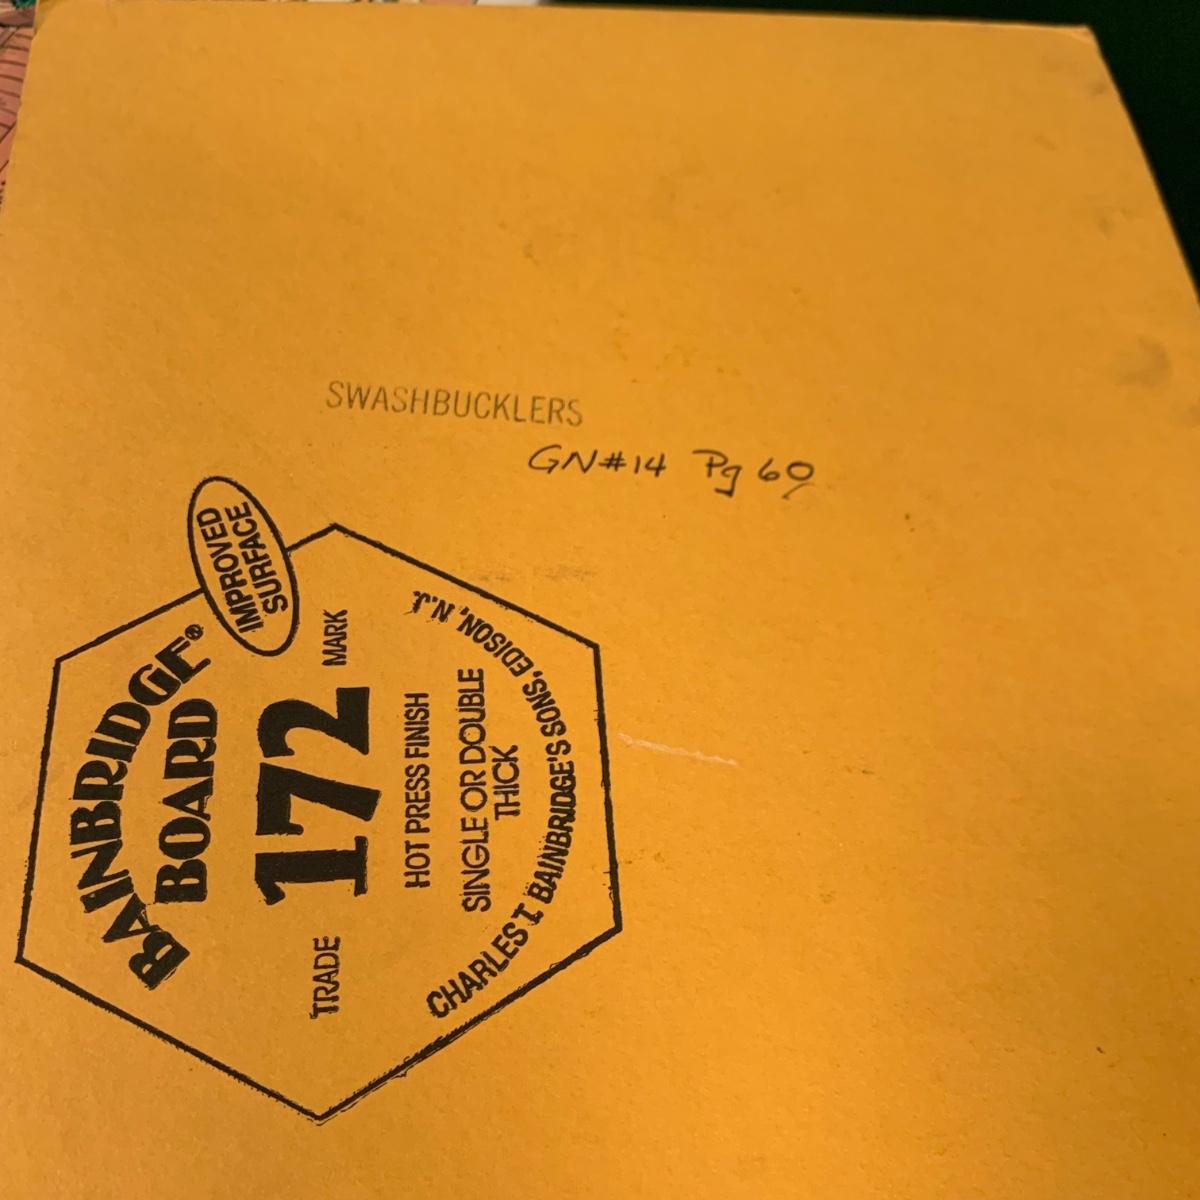 SWASHBUCKLERS
GN#14 Pg 60
IMPROVED
SURFACE
BAINBRIDGE®
BOARD
TRADE 172 MARK
HOT PRESS FINISH
SINGLE OR DOUBLE
THICK
CHARLES T BAINBRIDGE'S SONS, EDISON, N.J.